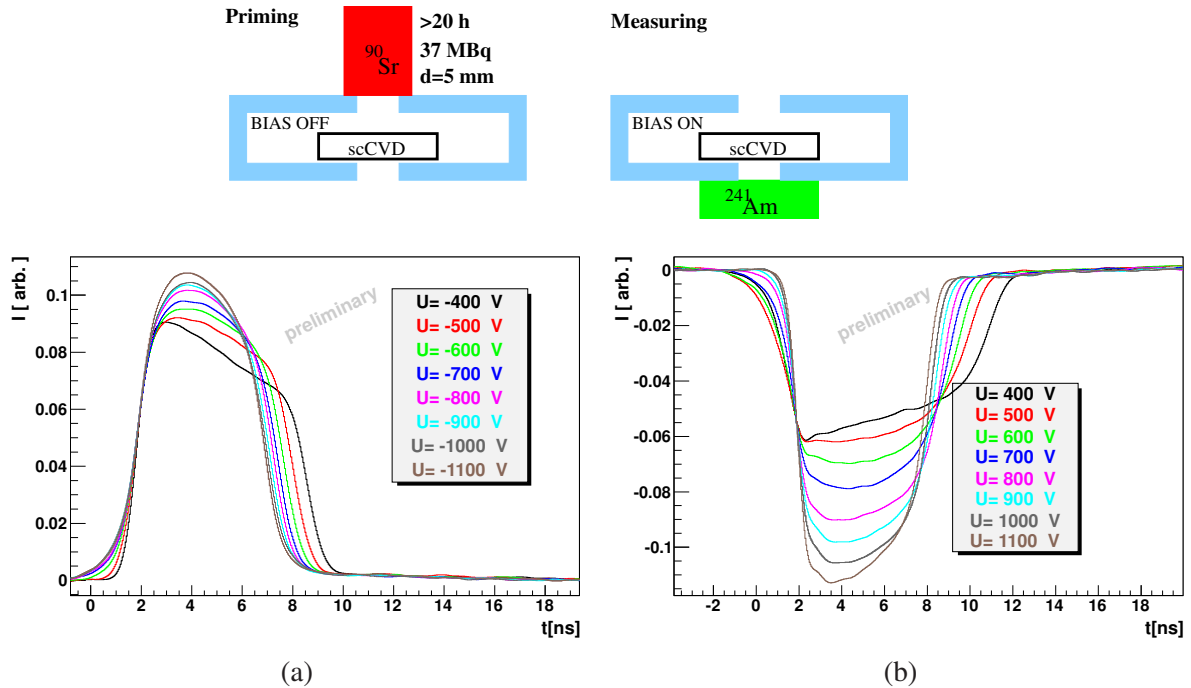 Priming
>20 h
37 MBq
d=5 mm
90Sr
BIAS OFF
scCVD
Measuring
BIAS ON
scCVD
241Am
I [ arb. ]
0.1
0.08
0.06
0.04
0.02
0
preliminary
U= -400 V
U= -500 V
U= -600 V
U= -700 V
U= -800 V
U= -900 V
U= -1000 V
U= -1100 V
0 2 4 6 8 10 12 14 16 18
t[ns]
(a)
I [ arb. ]
0
-0.02
-0.04
-0.06
-0.08
-0.1
preliminary
U= 400 V
U= 500 V
U= 600 V
U= 700 V
U= 800 V
U= 900 V
U= 1000 V
U= 1100 V
-2 0 2 4 6 8 10 12 14 16 18
t[ns]
(b)